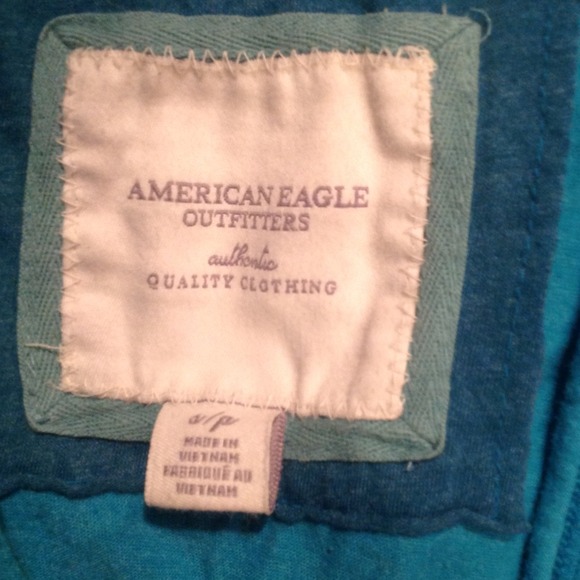 AMERICAN EAGLE
OUTFITTERS
authentic
QUALITY CLOTHING
s/p
MADE IN
VIETNAM
FABRIQUÉ AU
VIETNAM